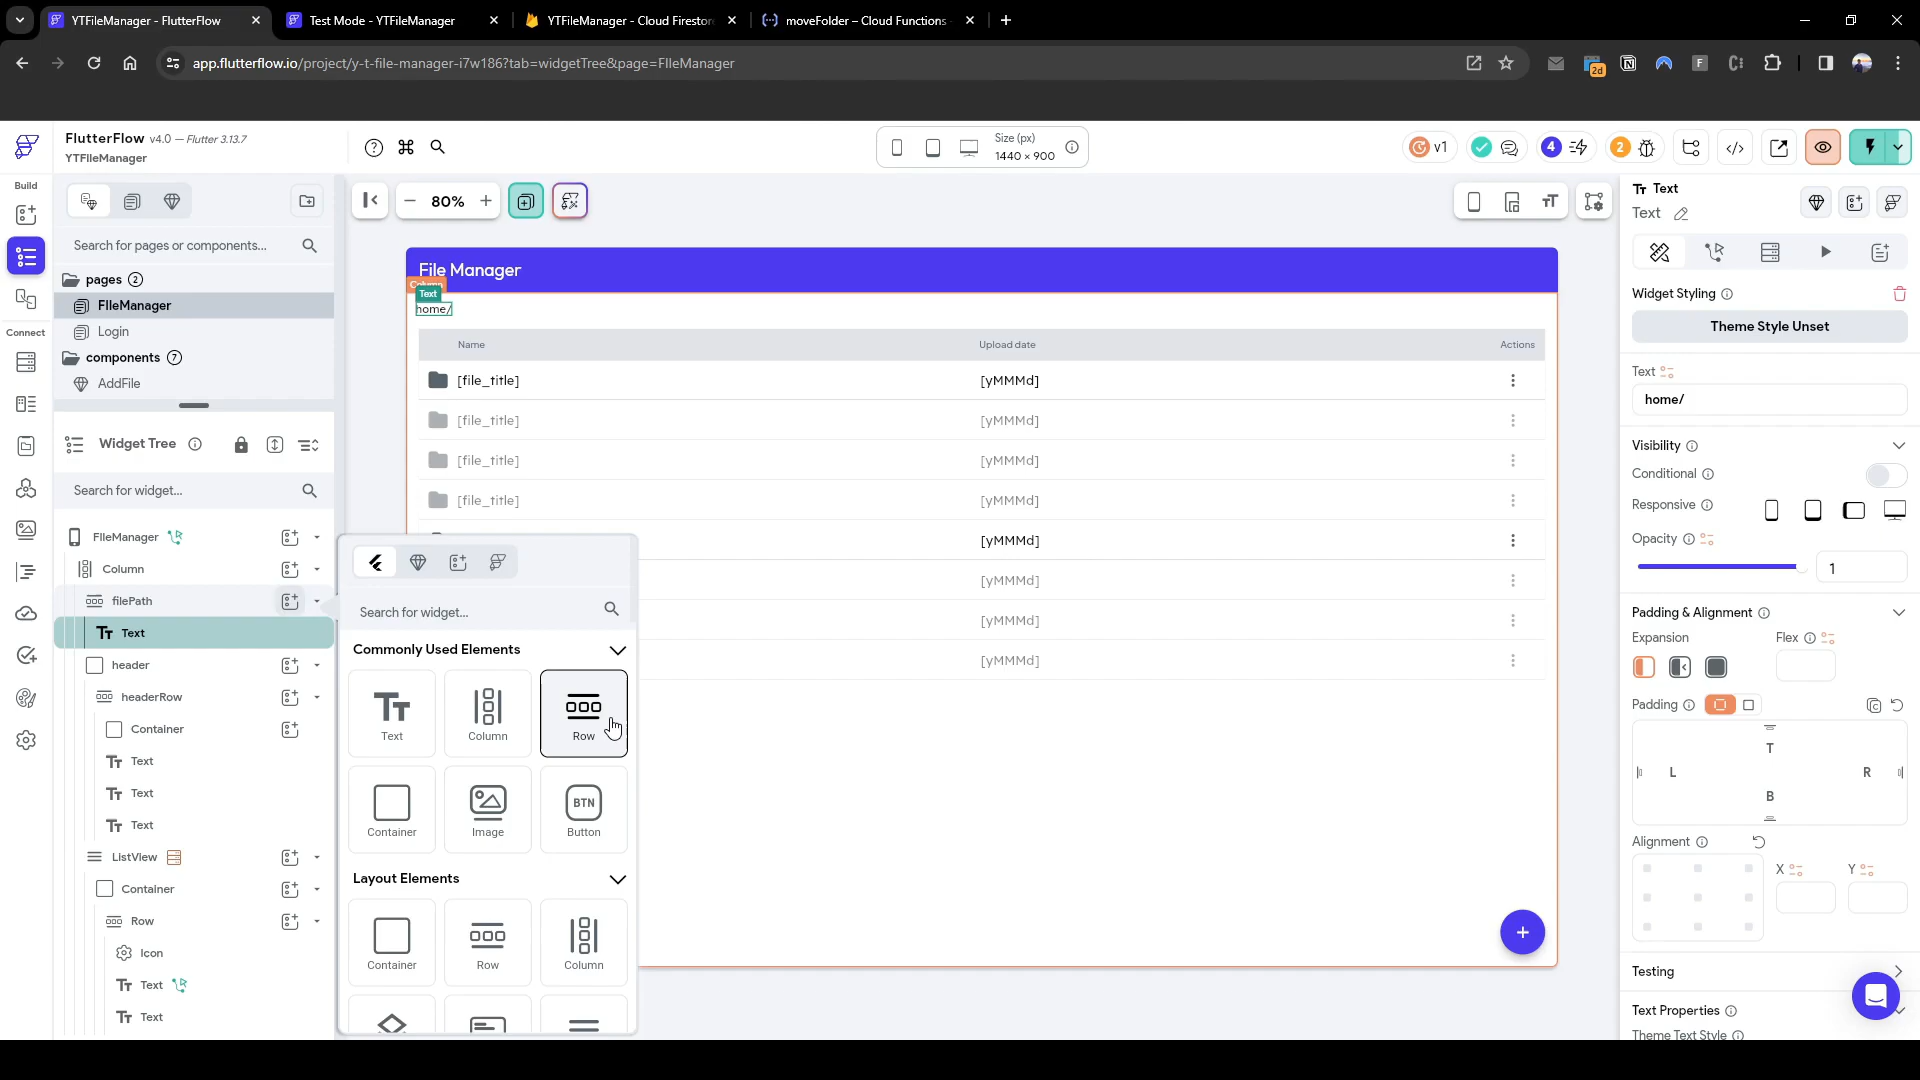 YTFileManager - FlutterFlow
Test Mode - YTFileManager
YTFileManager - Cloud Firestor
moveFolder – Cloud Functions
app.flutterflow.io/project/y-t-file-manager-i7w186?tab=widgetTree&page=FIleManager
2d
FlutterFlow v4.0 — Flutter 3.13.7
YTFileManager
Size (px)
1440 × 900
v1
4
2
Build
80%
Text
Text
Search for pages or components...
pages (2)
FIleManager
Login
components (7)
AddFile
Connect
Widget Tree
Search for widget...
FIleManager
Column
filePath
Text
header
headerRow
Container
Text
Text
Text
ListView
Container
Row
Icon
Text
Text
File Manager
Column
Text
home/
Name
Upload date
Actions
[file_title]
[yMMMd]
[file_title]
[yMMMd]
[file_title]
[yMMMd]
[file_title]
[yMMMd]
[yMMMd]
[yMMMd]
[yMMMd]
[yMMMd]
Search for widget...
Commonly Used Elements
Text
Column
Row
Container
Image
BTN
Button
Layout Elements
Container
Row
Column
Widget Styling
Theme Style Unset
Text
home/
Visibility
Conditional
Responsive
Opacity
1
Padding & Alignment
Expansion
Flex
Padding
T
L
R
B
Alignment
X
Y
Testing
Text Properties
Theme Text Style